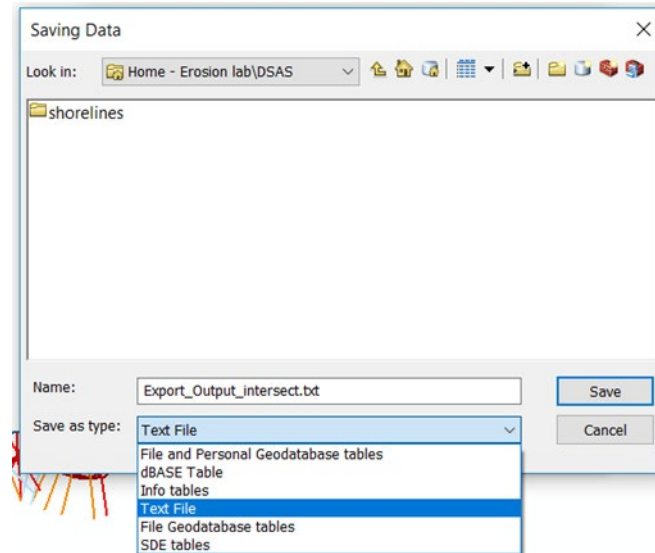 Saving Data
Look in: Home - Erosion lab\DSAS
shorelines
Name: Export_Output_intersect.txt Save
Save as type: Text File Cancel
File and Personal Geodatabase tables
dBASE Table
Info tables
Text File
File Geodatabase tables
SDE tables